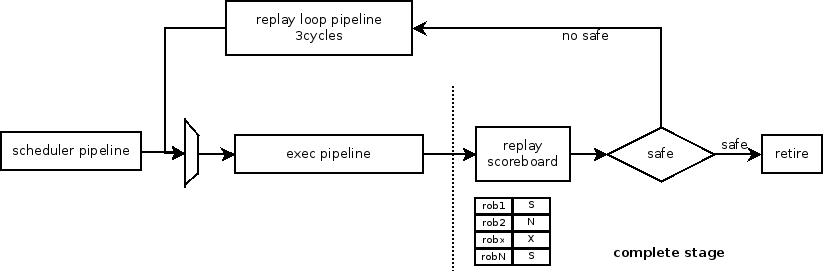 replay loop pipeline
3cycles
no safe
scheduler pipeline
exec pipeline
replay
scoreboard
safe
safe
retire
rob1 S
rob2 N
robx X
robN S
complete stage